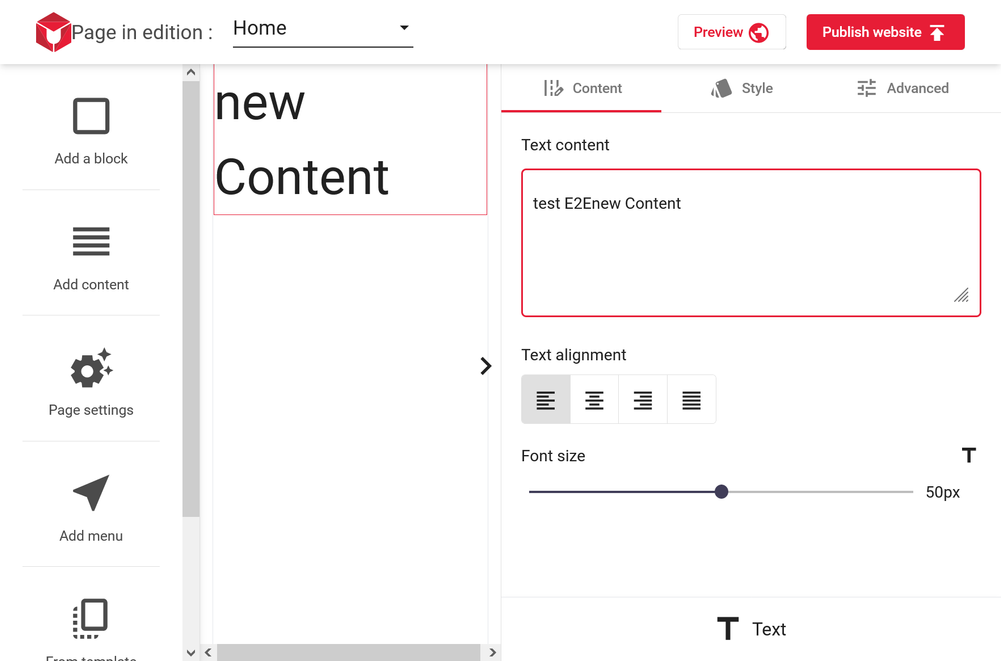 Page in edition :
Home
Preview
Publish website
Add a block
Add content
Page settings
Add menu
From template
new
Content
Content
Style
Advanced
Text content
test E2Enew Content
Text alignment
Font size
50px
Text